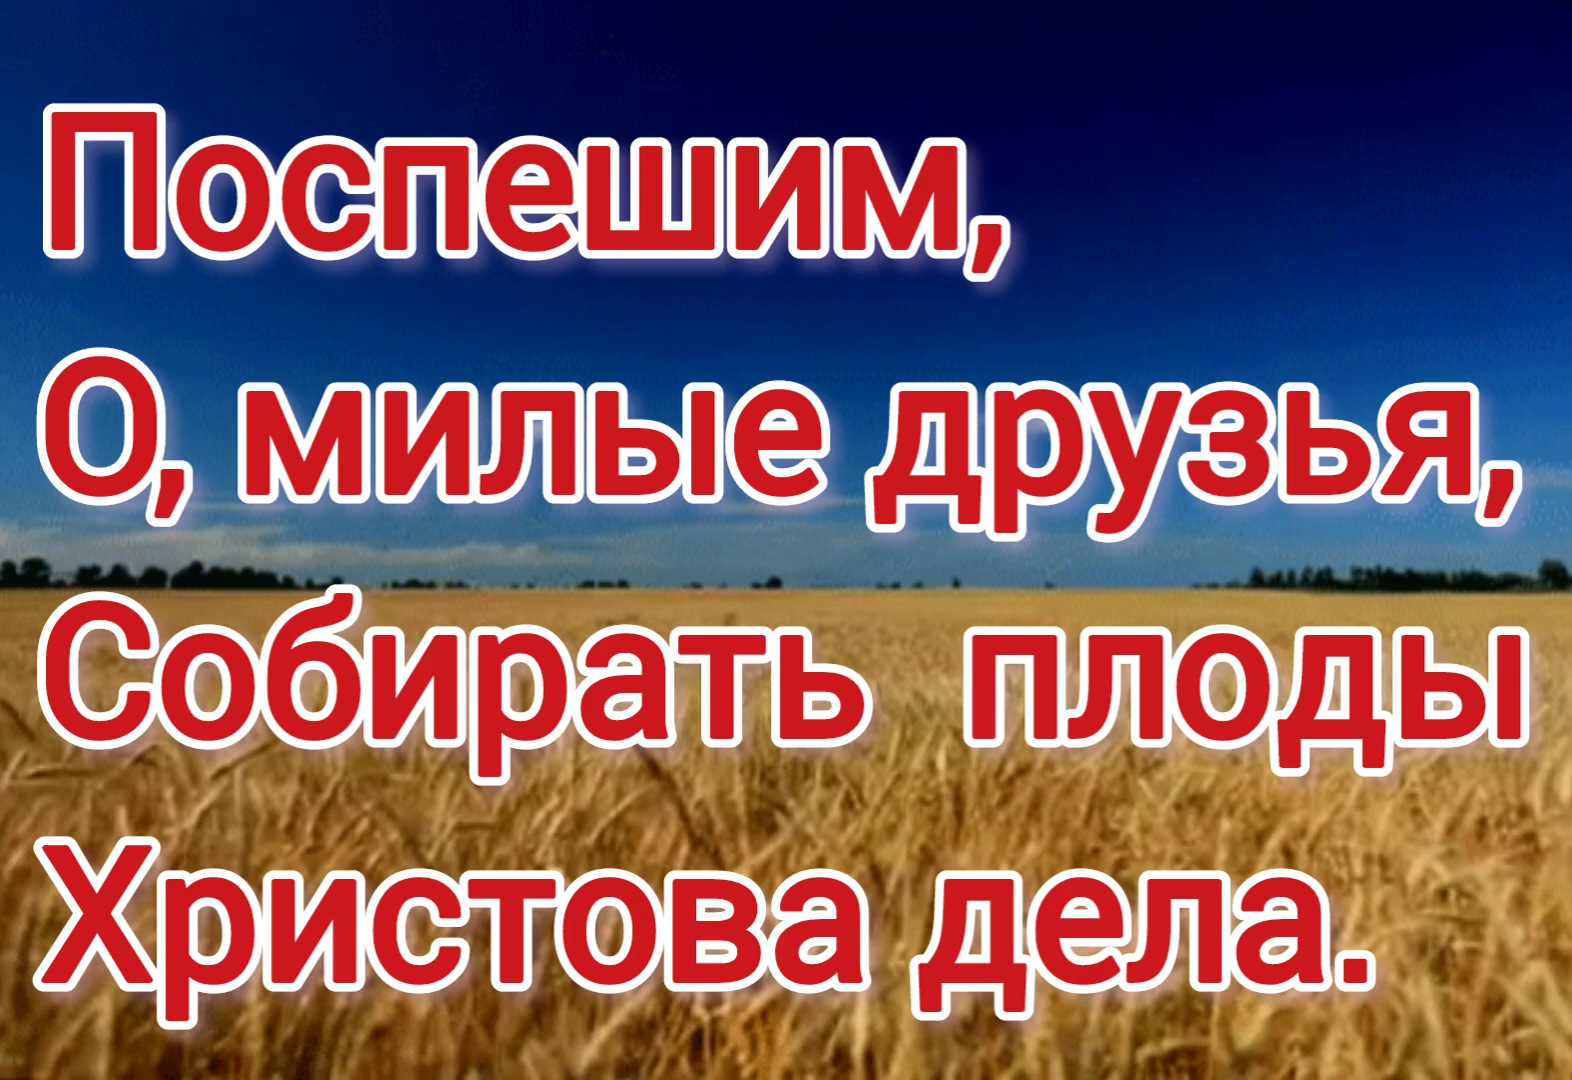 Поспешим,
О, милые друзья,
Собирать плоды
Христова дела.